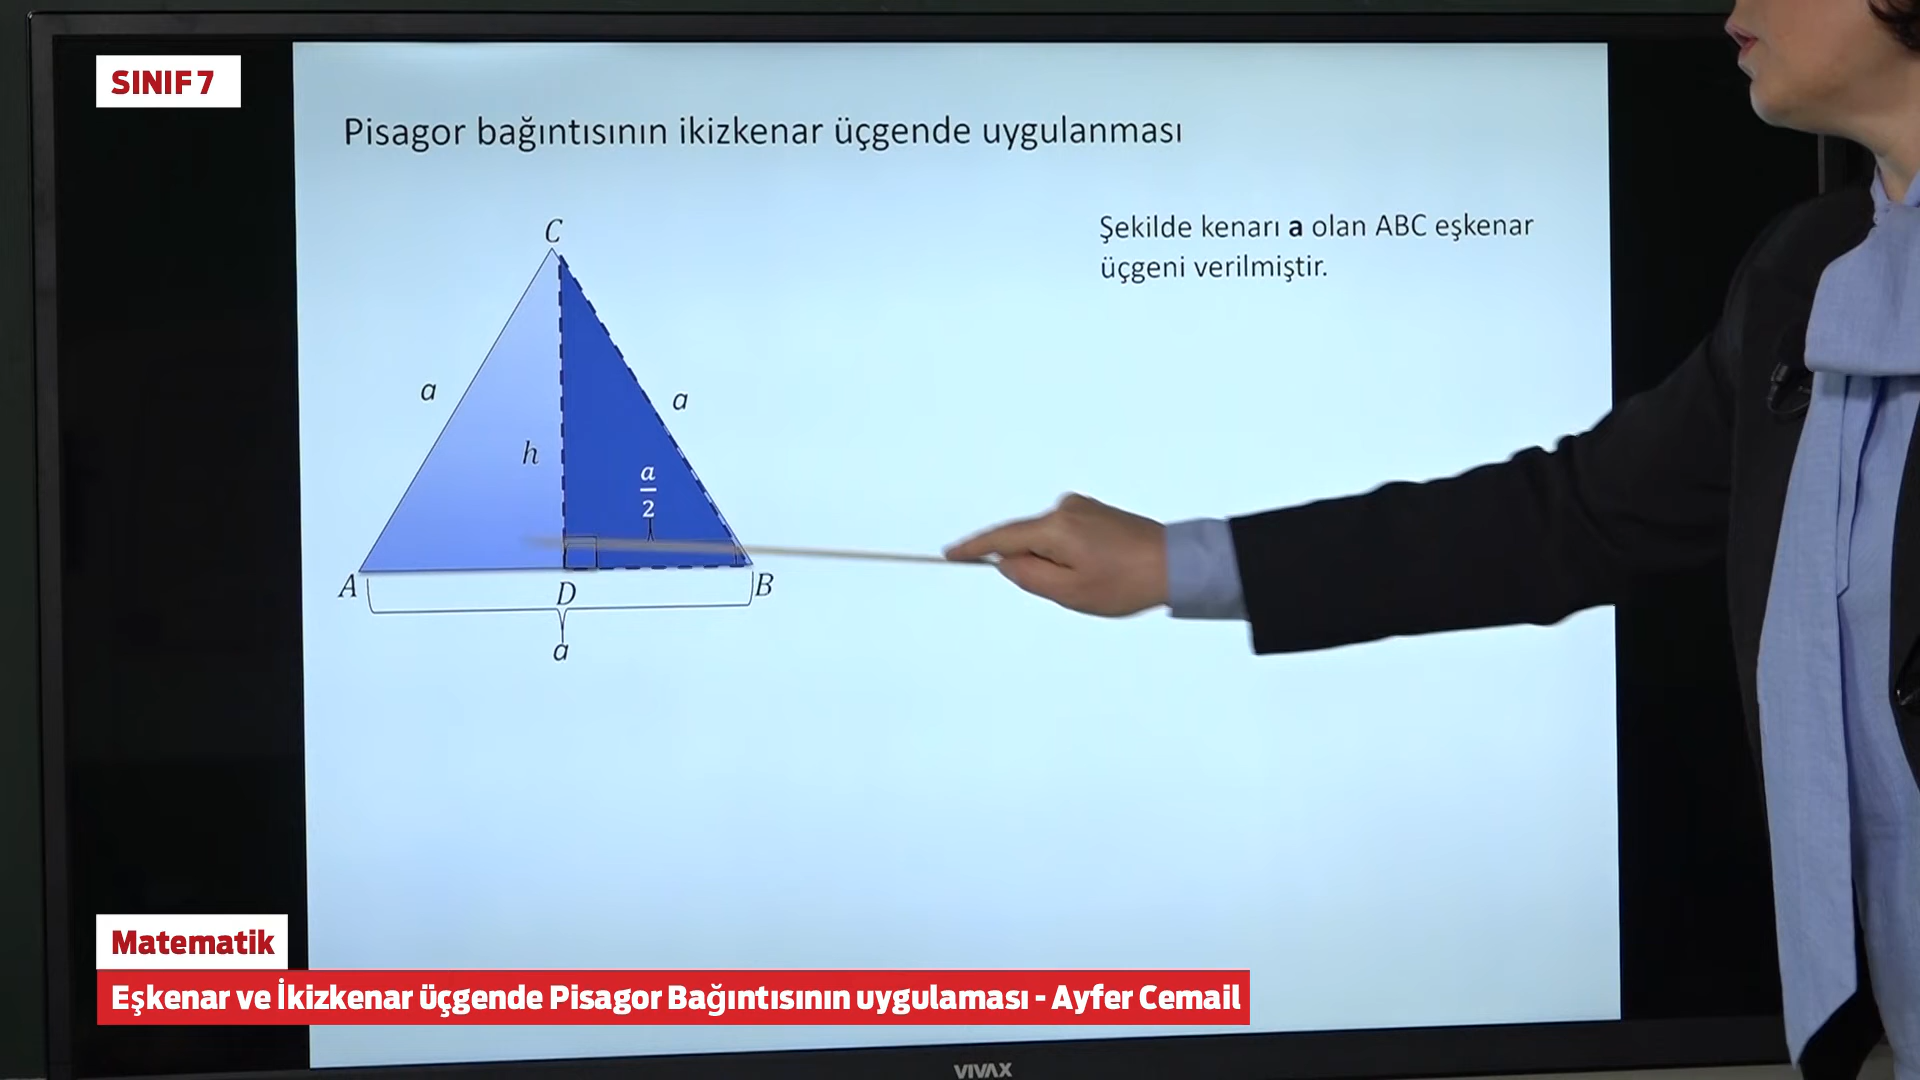 SINIF 7
Pisagor bağıntısının ikizkenar üçgende uygulanması
Şekilde kenarı a olan ABC eşkenar
üçgeni verilmiştir.
C
a
a
h
a
2
A
D
B
a
Matematik
Eşkenar ve İkizkenar üçgende Pisagor Bağıntısının uygulaması - Ayfer Cemail
VIVAX